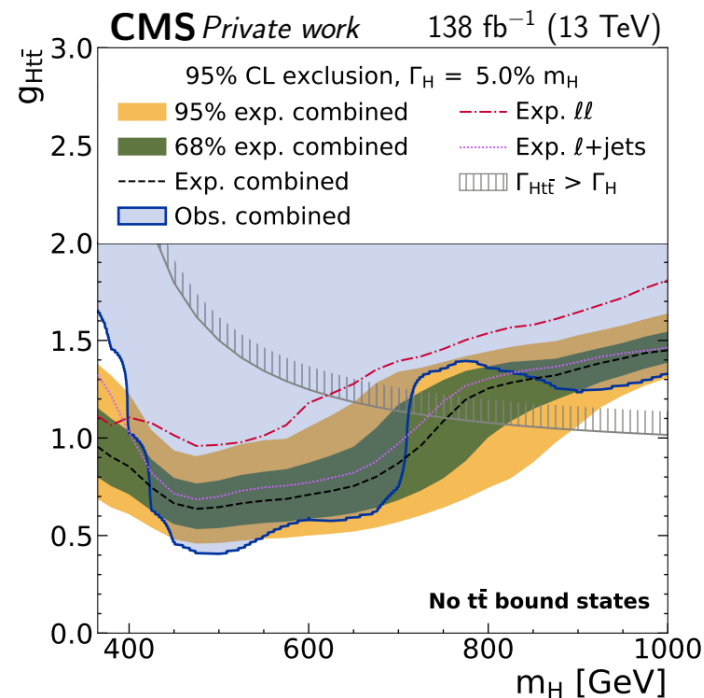 CMS Private work 138 fb⁻¹ (13 TeV)
g_Htt̄
3.0
95% CL exclusion, Γ_H = 5.0% m_H
95% exp. combined
68% exp. combined
Exp. combined
Obs. combined
Exp. ℓℓ
Exp. ℓ+jets
Γ_Htt̄ > Γ_H
2.5
2.0
1.5
1.0
0.5
0.0
No tt̄ bound states
400 600 800 1000
m_H [GeV]